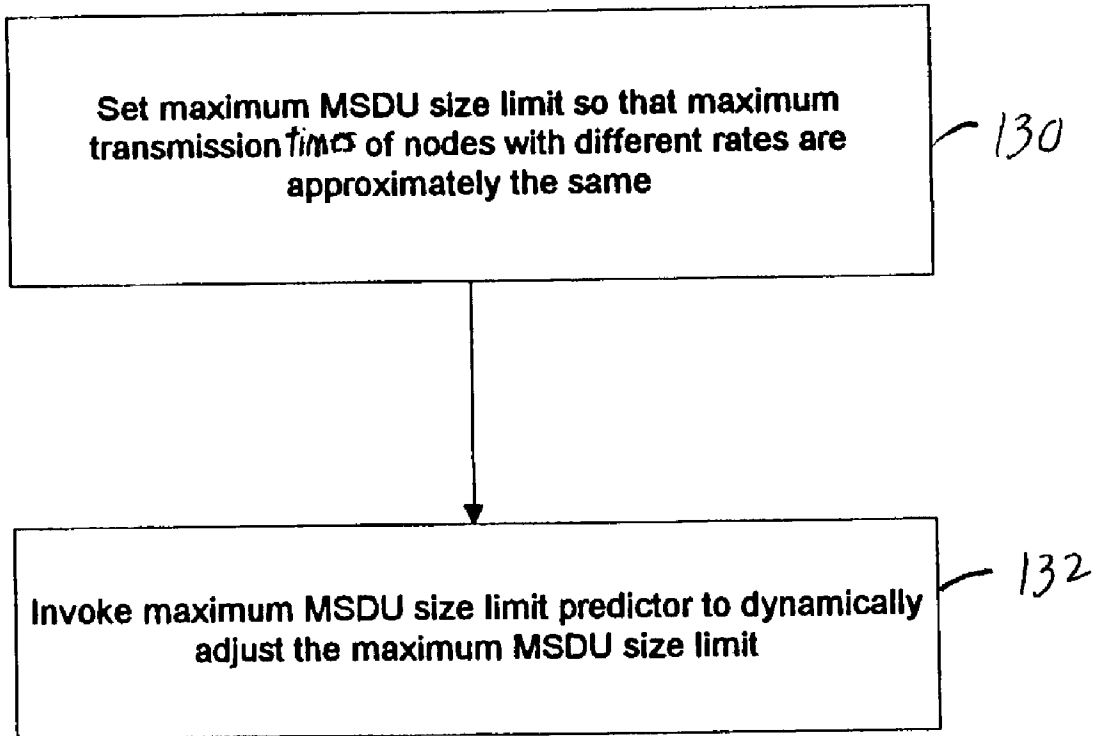 Set maximum MSDU size limit so that maximum
transmission times of nodes with different rates are
approximately the same
130
Invoke maximum MSDU size limit predictor to dynamically
adjust the maximum MSDU size limit
132